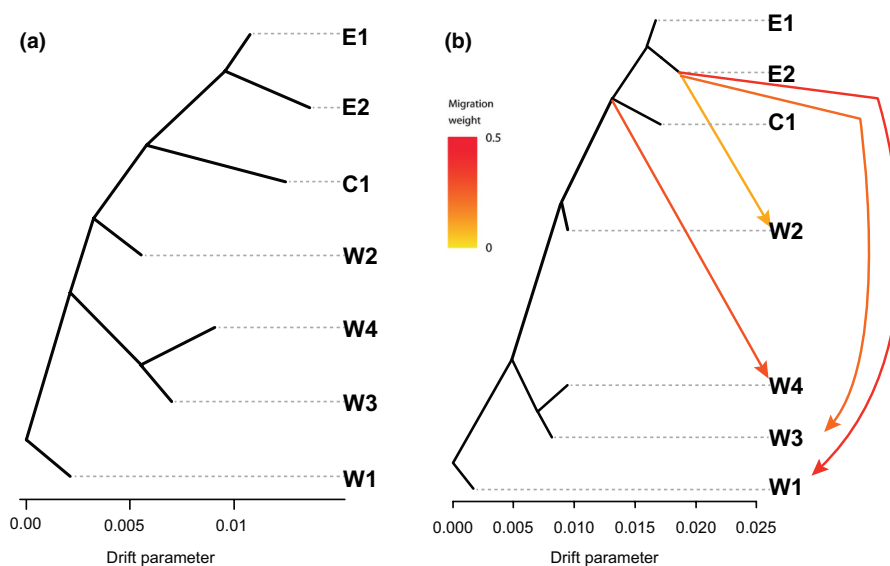 (a)
E1
E2
C1
W2
W4
W3
W1
0.00 0.005 0.01
Drift parameter
(b)
Migration
weight
0.5
0
E1
E2
C1
W2
W4
W3
W1
0.000 0.005 0.010 0.015 0.020 0.025
Drift parameter